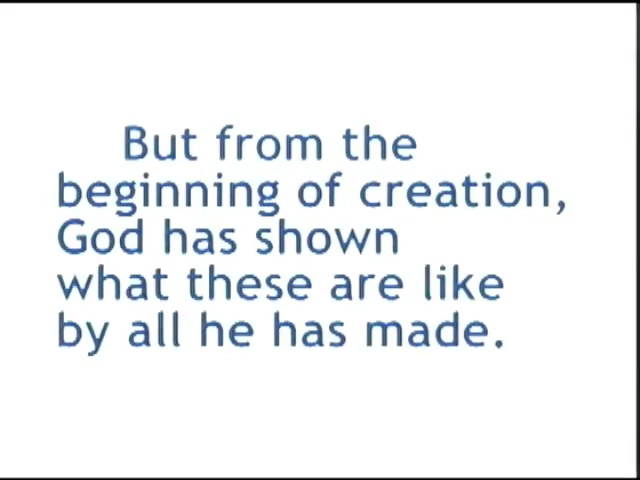 But from the
beginning of creation,
God has shown
what these are like
by all he has made.